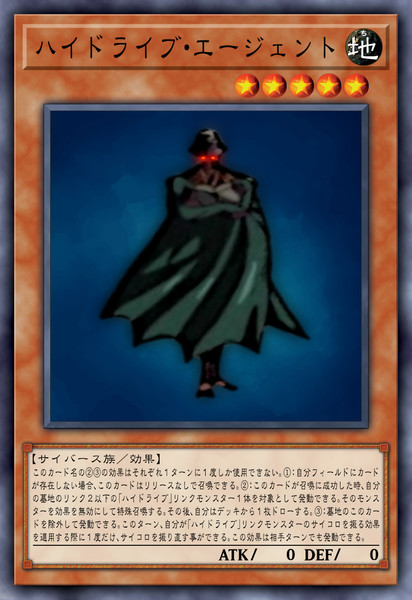 ハイドライブ・エージェント
ち
地
【サイバース族／効果】
このカード名の②③の効果はそれぞれ１ターンに１度しか使用できない。①：自分フィールドにカード
が存在しない場合、このカードはリリースなしで召喚できる。②：このカードが召喚に成功した時、自分
の墓地のリンク２以下の「ハイドライブ」リンクモンスター１体を対象として発動できる。そのモンス
ターを効果を無効にして特殊召喚する。その後、自分はデッキから１枚ドローする。③：墓地のこのカー
ドを除外して発動できる。このターン、自分が「ハイドライブ」リンクモンスターのサイコロを振る効果
を適用する際に１度だけ、サイコロを振り直す事ができる。この効果は相手ターンでも発動できる。
ATK/ 0 DEF/ 0